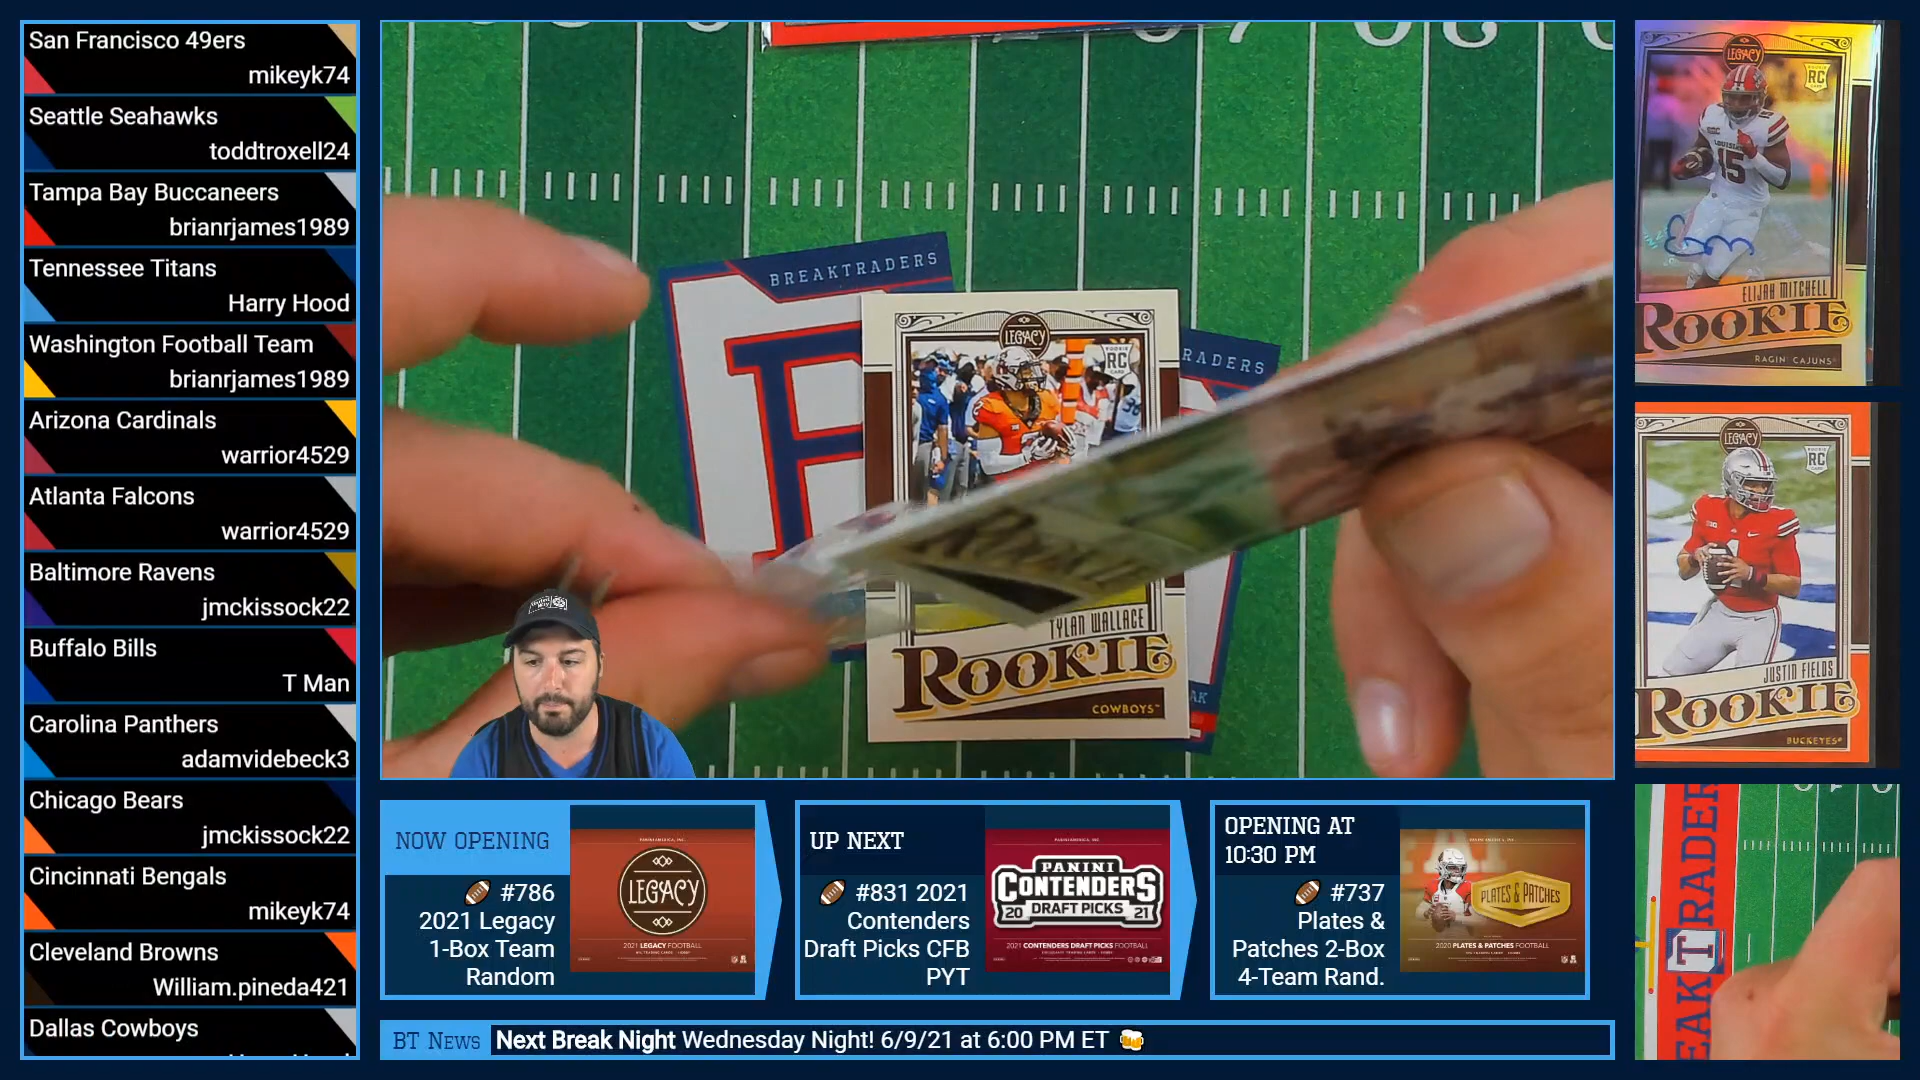 San Francisco 49ers
mikeyk74
Seattle Seahawks
toddtroxell24
Tampa Bay Buccaneers
brianrjames1989
Tennessee Titans
Harry Hood
Washington Football Team
brianrjames1989
Arizona Cardinals
warrior4529
Atlanta Falcons
warrior4529
Baltimore Ravens
jmckissock22
Buffalo Bills
T Man
Carolina Panthers
adamvidebeck3
Chicago Bears
jmckissock22
Cincinnati Bengals
mikeyk74
Cleveland Browns
William.pineda421
Dallas Cowboys
BREAKTRADERS
RADERS
LEGACY
ROOKIE
RC
CARD
TYLAN WALLACE
ROOKIE
COWBOYS
AK
LEGACY
RC
15
ELIJAH MITCHELL
ROOKIE
RAGIN' CAJUNS
LEGACY
RC
1
JUSTIN FIELDS
ROOKIE
BUCKEYES
EAKTRADERS
NOW OPENING
🏈 #786
2021 Legacy
1-Box Team
Random
LEGACY
2021 LEGACY FOOTBALL
UP NEXT
🏈 #831 2021
Contenders
Draft Picks CFB
PYT
PANINI
CONTENDERS
20 DRAFT PICKS 21
2021 CONTENDERS DRAFT PICKS FOOTBALL
OPENING AT
10:30 PM
🏈 #737
Plates &
Patches 2-Box
4-Team Rand.
PLATES & PATCHES
2020 PLATES & PATCHES FOOTBALL
BT NEWS
Next Break Night Wednesday Night! 6/9/21 at 6:00 PM ET 🍻